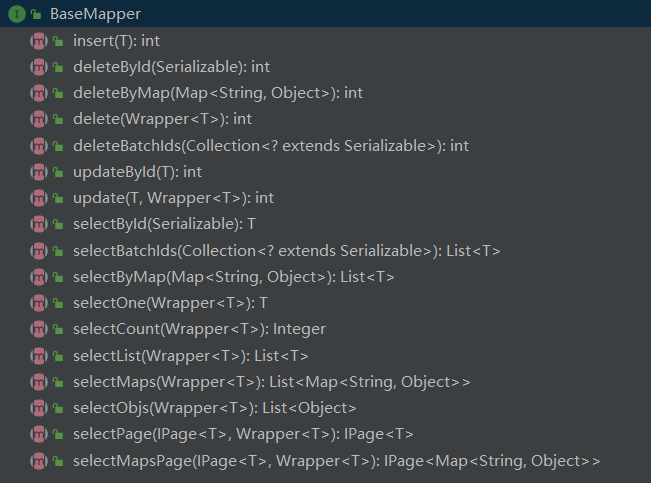 BaseMapper
insert(T): int
deleteById(Serializable): int
deleteByMap(Map<String, Object>): int
delete(Wrapper<T>): int
deleteBatchIds(Collection<? extends Serializable>): int
updateById(T): int
update(T, Wrapper<T>): int
selectById(Serializable): T
selectBatchIds(Collection<? extends Serializable>): List<T>
selectByMap(Map<String, Object>): List<T>
selectOne(Wrapper<T>): T
selectCount(Wrapper<T>): Integer
selectList(Wrapper<T>): List<T>
selectMaps(Wrapper<T>): List<Map<String, Object>>
selectObjs(Wrapper<T>): List<Object>
selectPage(IPage<T>, Wrapper<T>): IPage<T>
selectMapsPage(IPage<T>, Wrapper<T>): IPage<Map<String, Object>>